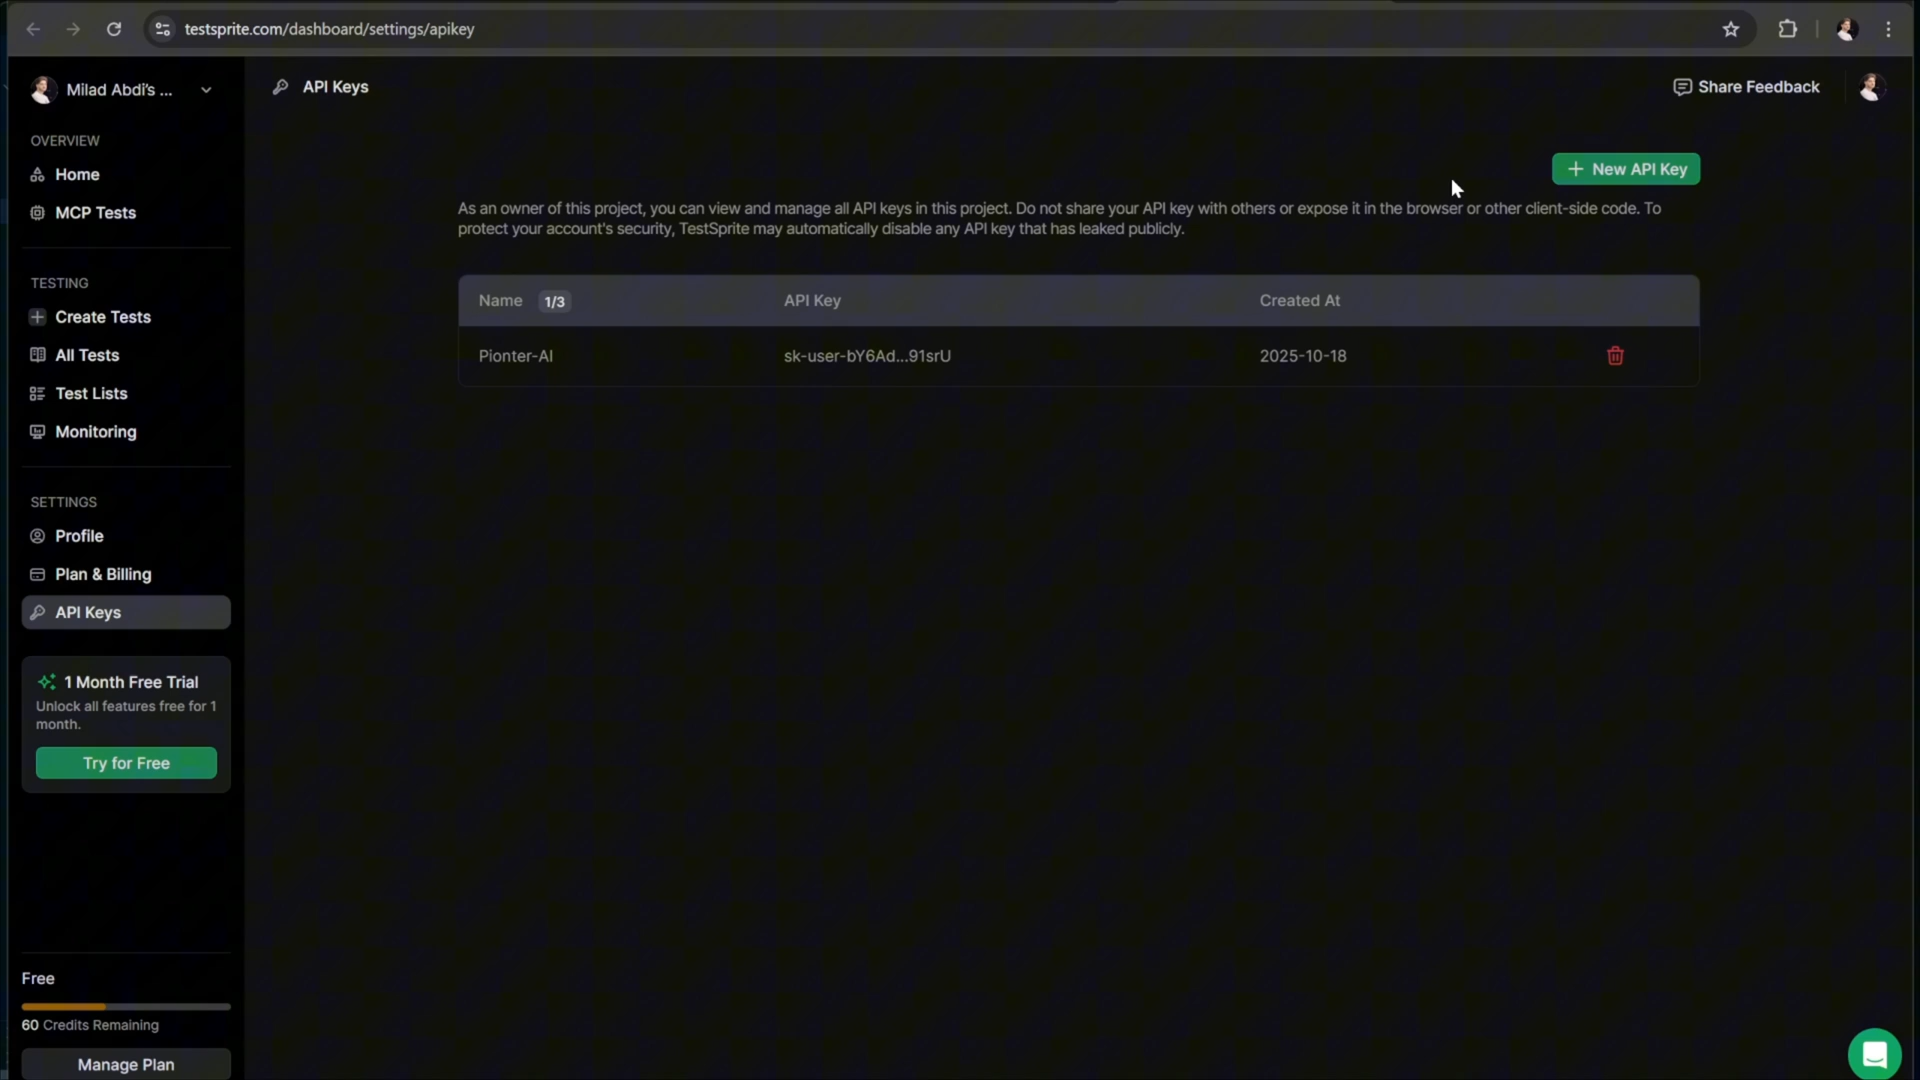 testsprite.com/dashboard/settings/apikey
Milad Abdi's ...
OVERVIEW
Home
MCP Tests
TESTING
Create Tests
All Tests
Test Lists
Monitoring
SETTINGS
Profile
Plan & Billing
API Keys
1 Month Free Trial
Unlock all features free for 1
month.
Try for Free
Free
60 Credits Remaining
Manage Plan
API Keys
Share Feedback
+ New API Key
As an owner of this project, you can view and manage all API keys in this project. Do not share your API key with others or expose it in the browser or other client-side code. To
protect your account's security, TestSprite may automatically disable any API key that has leaked publicly.
Name 1/3 API Key Created At
Pionter-AI sk-user-bY6Ad...91srU 2025-10-18